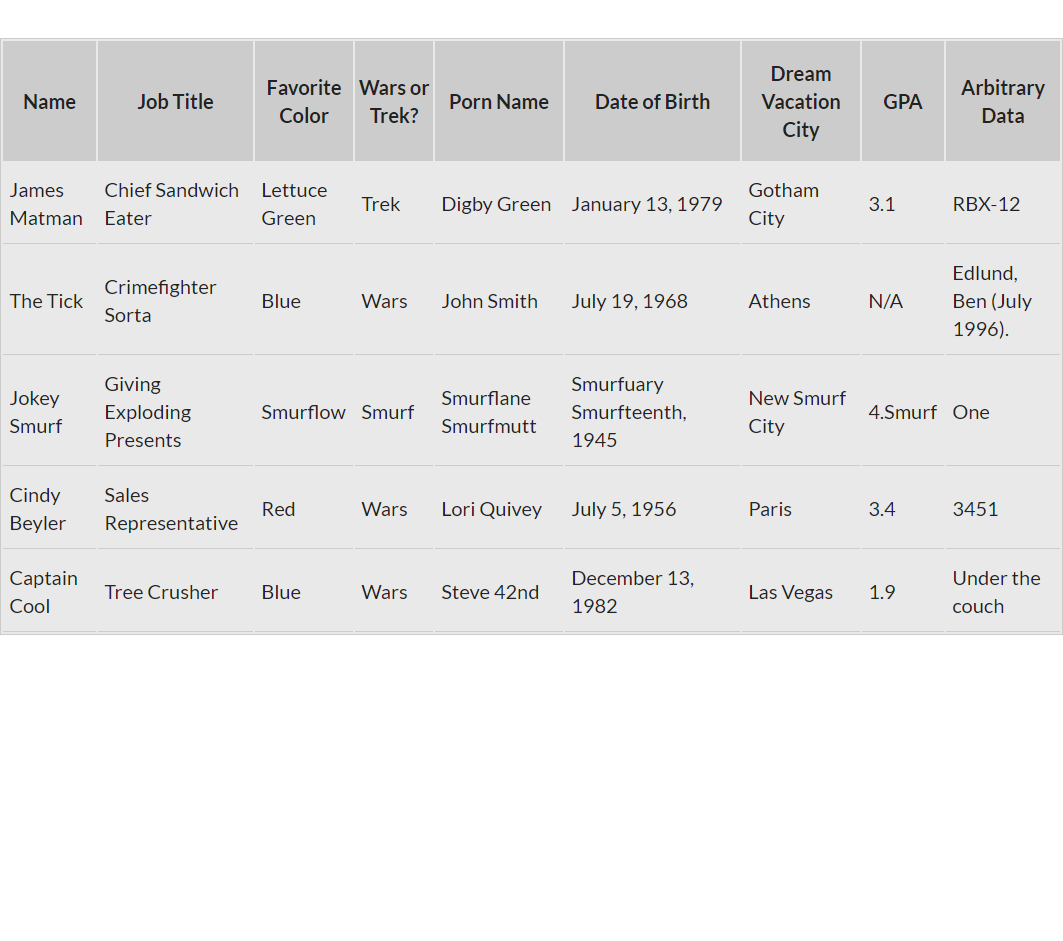 Name Job Title Favorite Color Wars or Trek? Porn Name Date of Birth Dream Vacation City GPA Arbitrary Data
James Matman Chief Sandwich Eater Lettuce Green Trek Digby Green January 13, 1979 Gotham City 3.1 RBX-12
The Tick Crimefighter Sorta Blue Wars John Smith July 19, 1968 Athens N/A Edlund, Ben (July 1996).
Jokey Smurf Giving Exploding Presents Smurflow Smurf Smurflane Smurfmutt Smurfuary Smurfteenth, 1945 New Smurf City 4.Smurf One
Cindy Beyler Sales Representative Red Wars Lori Quivey July 5, 1956 Paris 3.4 3451
Captain Cool Tree Crusher Blue Wars Steve 42nd December 13, 1982 Las Vegas 1.9 Under the couch